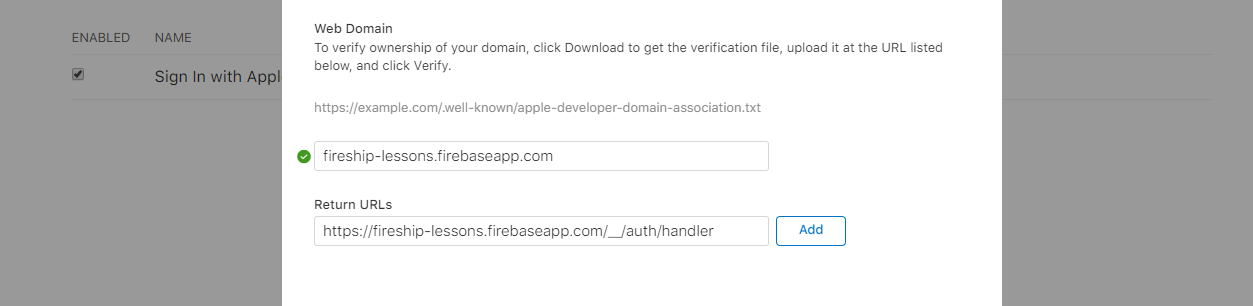 Web Domain
ENABLED NAME
To verify ownership of your domain, click Download to get the verification file, upload it at the URL listed
below, and click Verify.
Sign In with Appl
https://example.com/.well-known/apple-developer-domain-association.txt
fireship-lessons.firebaseapp.com
Return URLs
https://fireship-lessons.firebaseapp.com/__/auth/handler
Add